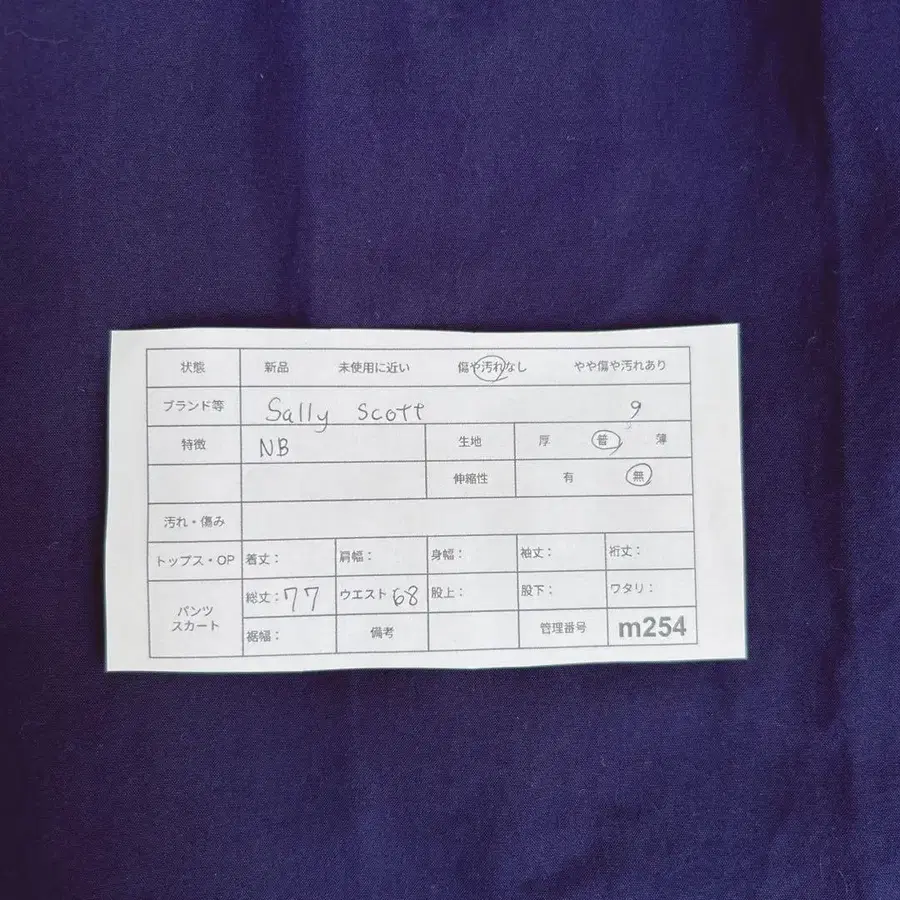 状態 新品 未使用に近い 傷や汚れなし やや傷や汚れあり
ブランド等 Sally Scott 9
特徴 NB 生地 厚 普 薄
伸縮性 有 無
汚れ・傷み
トップス・OP 着丈： 肩幅： 身幅： 袖丈： 裄丈：
パンツ スカート 総丈：77 ウエスト 68 股上： 股下： ワタリ：
裾幅： 備考 管理番号 m254